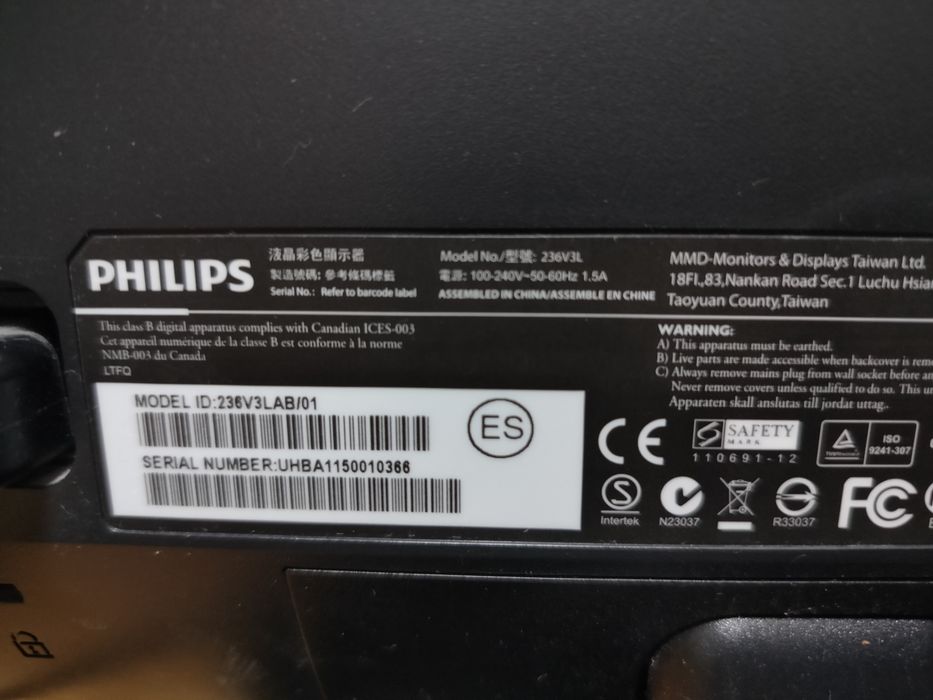 PHILIPS
液晶彩色顯示器
製造號碼: 參考條碼標籤
Serial No.: Refer to barcode label
Model No./型號: 236V3L
電源: 100-240V~50-60Hz 1.5A
ASSEMBLED IN CHINA/ASSEMBLE EN CHINE
MMD-Monitors & Displays Taiwan Ltd.
18Fl.,83,Nankan Road Sec.1 Luchu
Taoyuan County,Taiwan
This class B digital apparatus complies with Canadian ICES-003
Cet appareil numérique de la classe B est conforme à la norme
NMB-003 du Canada
LTFQ
WARNING:
A) This apparatus must be earthed.
B) Live parts are made accessible when backcover is
C) Always remove mains plug from wall socket before
Never remove covers unless qualified to do so. This
Apparaten skall anslutas till jordat uttag.
MODEL ID:236V3LAB/01
SERIAL NUMBER:UHBA1150010366
ES
CE
SAFETY
MARK
110691-12
ISO
9241-307
S
Intertek
N23037
R33037
FC